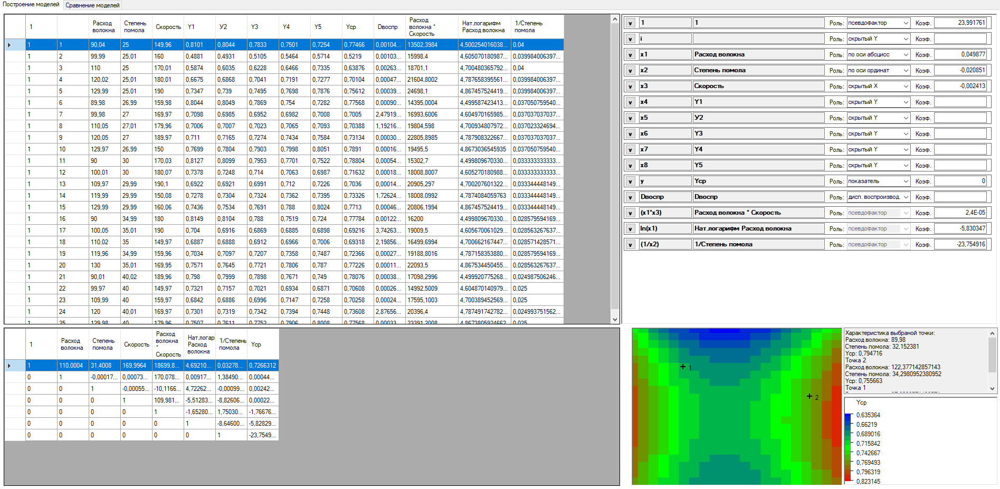 Построение моделей Сравнение моделей
1 Расход волокна Степень помола Скорость Y1 У2 Y3 Y4 Y5 Yср Dвоспр Расход волокна * Скорость Нат.логарифм Расход волокна 1/Степень помола
1 1 90,04 25 149,96 0,8101 0,8044 0,7833 0,7501 0,7254 0,77466 0,00104... 13502,3984 4,500254016038... 0,04
1 2 99,99 25,01 160 0,4881 0,4931 0,5105 0,5464 0,5714 0,5219 0,00103... 15998,4 4,605070180987... 0,039984006397...
1 3 110 25 170,01 0,5874 0,6035 0,6228 0,6466 0,7335 0,63876 0,00263... 18701,1 4,700480365792... 0,04
1 4 120,02 25,01 180,01 0,6675 0,6868 0,7041 0,7191 0,7277 0,70104 0,00047... 21604,8002 4,787658395561... 0,039984006397...
1 5 129,99 25,01 190 0,7347 0,739 0,7495 0,7698 0,7876 0,75612 0,00039... 24698,1 4,867457524419... 0,039984006397...
1 6 89,98 26,99 159,98 0,8044 0,8049 0,7869 0,754 0,7282 0,77568 0,00090... 14395,0004 4,499587423413... 0,037050759540...
1 7 99,98 27 169,97 0,7098 0,6985 0,6952 0,6982 0,7008 0,7005 2,47919... 16993,6006 4,604970165985... 0,037037037037...
1 8 110,05 27,01 179,96 0,7006 0,7007 0,7023 0,7065 0,7093 0,70388 1,19216... 19804,598 4,700934807972... 0,037023324694...
1 9 120,05 27 189,97 0,711 0,7165 0,7274 0,7434 0,7584 0,73134 0,00030... 22805,8985 4,787908322667... 0,037037037037...
1 10 129,97 26,99 150 0,7699 0,7804 0,7903 0,7998 0,8051 0,7891 0,00016... 19495,5 4,8673036545935 0,037050759540...
1 11 90 30 170,03 0,8127 0,8099 0,7953 0,7701 0,7522 0,78804 0,00054... 15302,7 4,499809670330... 0,033333333333...
1 12 100,01 30 180,07 0,7378 0,7248 0,714 0,7063 0,6987 0,71632 0,00018... 18008,8007 4,605270180988... 0,033333333333...
1 13 109,97 29,99 190,1 0,6922 0,6921 0,6991 0,712 0,7226 0,7036 0,00014... 20905,297 4,700207601322... 0,033344448149...
1 14 119,99 29,99 150,08 0,7278 0,7304 0,7324 0,7362 0,7395 0,73326 1,72624... 18008,0992 4,7874084059763 0,033344448149...
1 15 129,99 29,99 160,06 0,7436 0,7534 0,7691 0,788 0,8024 0,7713 0,00046... 20806,1994 4,867457524419... 0,033344448149...
1 16 90 34,99 180 0,8149 0,8104 0,788 0,7519 0,724 0,77784 0,00122... 16200 4,499809670330... 0,028579594169...
1 17 100,05 35,01 190 0,704 0,6916 0,6869 0,6885 0,6898 0,69216 3,74263... 19009,5 4,605670061029... 0,028563267637...
1 18 110,02 35 149,97 0,6887 0,6888 0,6912 0,6966 0,7006 0,69318 2,19856... 16499,6994 4,700662167447... 0,028571428571...
1 19 119,96 34,99 159,96 0,7034 0,7097 0,7207 0,7358 0,7487 0,72366 0,00027... 19188,8016 4,787158353880... 0,028579594169...
1 20 130 35,01 169,95 0,7571 0,7645 0,7721 0,7806 0,787 0,77226 0,00011... 22093,5 4,867534450455... 0,028563267637...
1 21 90,01 40,02 189,96 0,798 0,7999 0,7898 0,7671 0,749 0,78076 0,00038... 17098,2996 4,499920775268... 0,024987506246...
1 22 99,97 40 149,97 0,7321 0,7157 0,7021 0,6934 0,6871 0,70608 0,00026... 14992,5009 4,604870140979... 0,025
1 23 109,99 40 159,97 0,6842 0,6886 0,6996 0,7147 0,7258 0,70258 0,00024... 17595,1003 4,700389452569... 0,025
1 24 120 40,01 169,97 0,7301 0,7319 0,7342 0,7394 0,7448 0,73608 2,87656... 20396,4 4,787491742782... 0,024993751562...
1 25 129,98 40 179,96 0,7507 0,7611 0,7752 0,7906 0,8008 0,77568 0,00033... 23391,2008 4,8673805924662 0,025
v 1 1 Роль: псевдофактор Коэф. 23,991761
v i Роль: скрытый Y Коэф.
v x1 Расход волокна Роль: по оси абсцисс Коэф. 0,049877
v x2 Степень помола Роль: по оси ординат Коэф. -0,020851
v x3 Скорость Роль: скрытый X Коэф. -0,002413
v x4 Y1 Роль: скрытый Y Коэф.
v x5 У2 Роль: скрытый Y Коэф.
v x6 Y3 Роль: скрытый Y Коэф.
v x7 Y4 Роль: скрытый Y Коэф.
v x8 Y5 Роль: скрытый Y Коэф.
v y Yср Роль: показатель Коэф. 0
v Dвоспр Dвоспр Роль: дисп. воспроизвод. Коэф.
v (x1*x3) Расход волокна * Скорость Роль: псевдофактор Коэф. 2,4E-05
v ln(x1) Нат.логарифм Расход волокна Роль: псевдофактор Коэф. -5,830347
v (1/x2) 1/Степень помола Роль: псевдофактор Коэф. -23,754916
1 Расход волокна Степень помола Скорость Расход волокна * Скорость Нат.логар Расход волокна 1/Степень помола Yср
1 110,0004 31,4008 169,9964 18699,8... 4,69210... 0,03278... 0,7266312
0 1 -0,00017... 0,00073... 170,078... 0,00917... 1,38490... 0,00044...
0 0 1 -0,00055... -10,1166... 4,72262... -0,00099... 0,00242...
0 0 0 1 109,981... -5,51283... -8,82606... 0,00022...
0 0 0 0 1 -1,65280... 1,75030... -1,76676...
0 0 0 0 0 1 -8,64600... -5,82829...
0 0 0 0 0 0 1 -23,7549...
1
2
Характеристика выбраной точки:
Расход волокна: 89,98
Степень помола: 32,152381
Yср: 0,794716
Точка 2
Расход волокна: 122,377142857143
Степень помола: 34,2980952380952
Yср: 0,755663
Точка 1
Yср
0,635364
0,66219
0,689016
0,715842
0,742667
0,769493
0,796319
0,823145